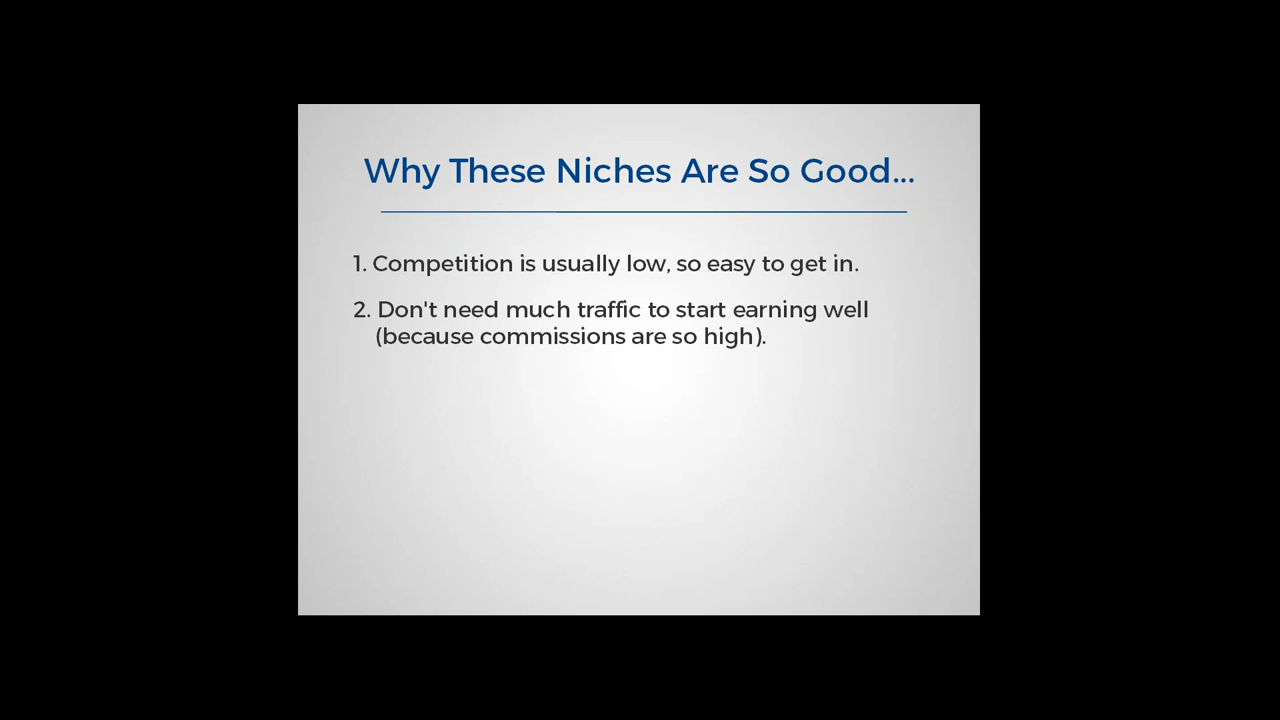 Why These Niches Are So Good...
1. Competition is usually low, so easy to get in.
2. Don't need much traffic to start earning well
(because commissions are so high).